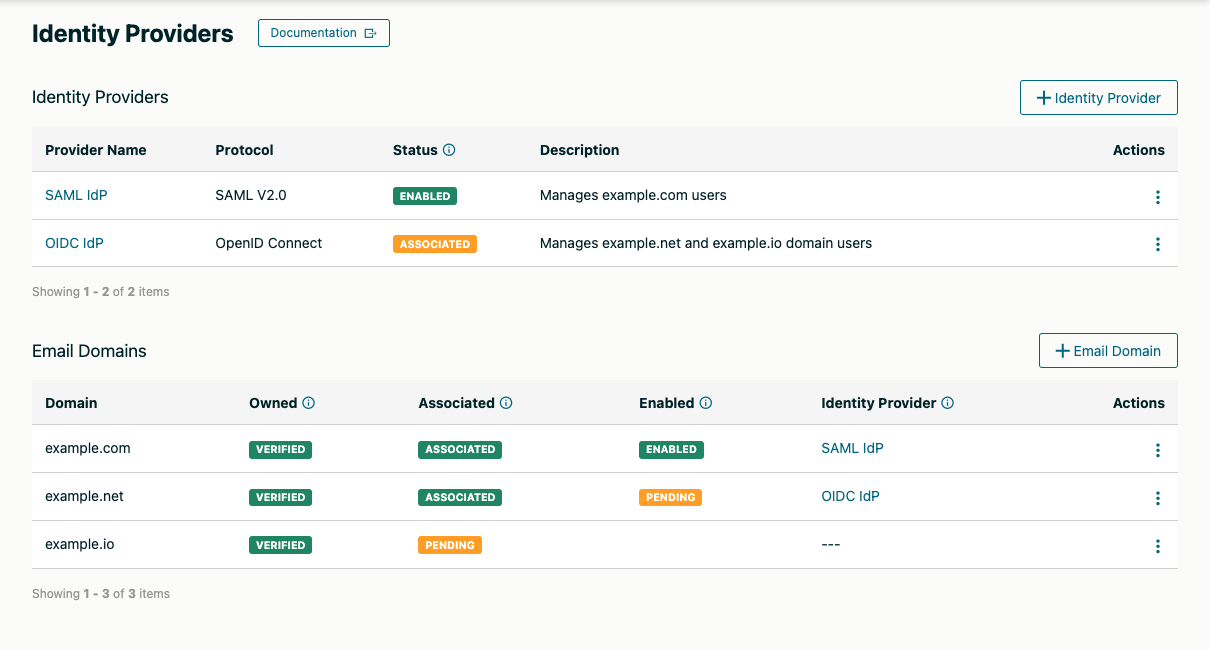 Identity Providers Documentation
Identity Providers + Identity Provider
Provider Name Protocol Status Description Actions
SAML IdP SAML V2.0 ENABLED Manages example.com users
OIDC IdP OpenID Connect ASSOCIATED Manages example.net and example.io domain users
Showing 1 - 2 of 2 items
Email Domains + Email Domain
Domain Owned Associated Enabled Identity Provider Actions
example.com VERIFIED ASSOCIATED ENABLED SAML IdP
example.net VERIFIED ASSOCIATED PENDING OIDC IdP
example.io VERIFIED PENDING ---
Showing 1 - 3 of 3 items